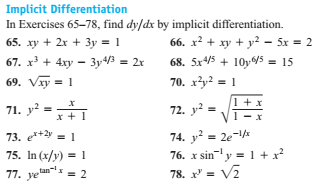 Implicit Differentiation
In Exercises 65–78, find dy/dx by implicit differentiation.
65. xy + 2x + 3y = 1
66. x² + xy + y² − 5x = 2
67. x³ + 4xy − 3y^(4/3) = 2x
68. 5x^(4/5) + 10y^(6/5) = 15
69. √(xy) = 1
70. x²y² = 1
71. y² = x/(x + 1)
72. y² = √((1 + x)/(1 − x))
73. e^(x+2y) = 1
74. y² = 2e^(−1/x)
75. ln (x/y) = 1
76. x sin⁻¹ y = 1 + x²
77. ye^(tan⁻¹ x) = 2
78. x^y = √2